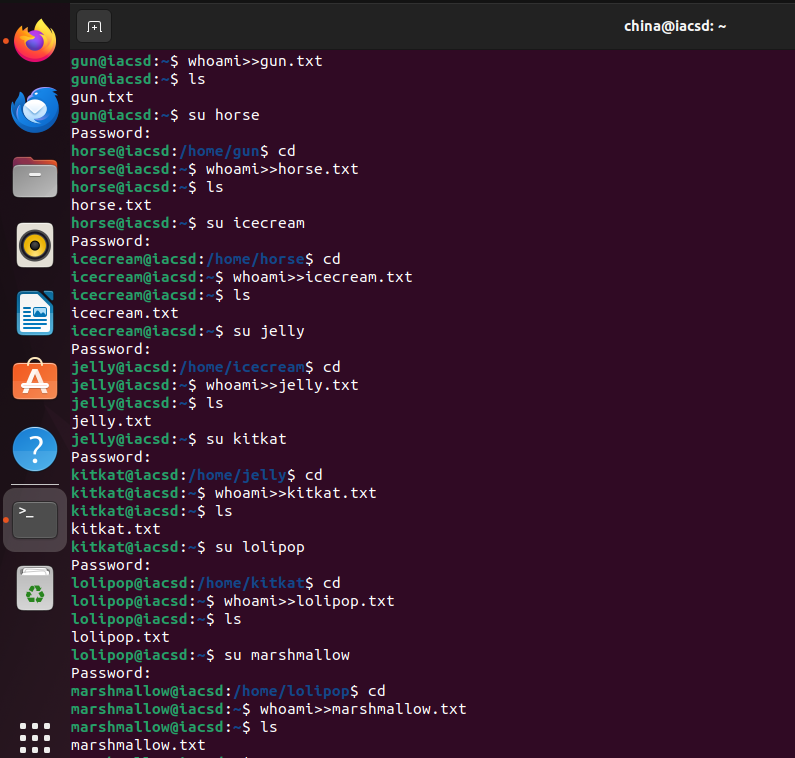 china@iacsd: ~
gun@iacsd:~$ whoami>>gun.txt
gun@iacsd:~$ ls
gun.txt
gun@iacsd:~$ su horse
Password:
horse@iacsd:/home/gun$ cd
horse@iacsd:~$ whoami>>horse.txt
horse@iacsd:~$ ls
horse.txt
horse@iacsd:~$ su icecream
Password:
icecream@iacsd:/home/horse$ cd
icecream@iacsd:~$ whoami>>icecream.txt
icecream@iacsd:~$ ls
icecream.txt
icecream@iacsd:~$ su jelly
Password:
jelly@iacsd:/home/icecream$ cd
jelly@iacsd:~$ whoami>>jelly.txt
jelly@iacsd:~$ ls
jelly.txt
jelly@iacsd:~$ su kitkat
Password:
kitkat@iacsd:/home/jelly$ cd
kitkat@iacsd:~$ whoami>>kitkat.txt
kitkat@iacsd:~$ ls
kitkat.txt
kitkat@iacsd:~$ su lolipop
Password:
lolipop@iacsd:/home/kitkat$ cd
lolipop@iacsd:~$ whoami>>lolipop.txt
lolipop@iacsd:~$ ls
lolipop.txt
lolipop@iacsd:~$ su marshmallow
Password:
marshmallow@iacsd:/home/lolipop$ cd
marshmallow@iacsd:~$ whoami>>marshmallow.txt
marshmallow@iacsd:~$ ls
marshmallow.txt